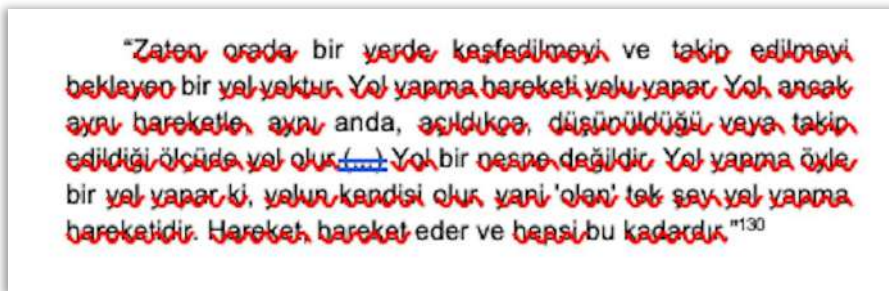 "Zaten orada bir yerde keşfedilmeyi ve takip edilmeyi
bekleyen bir yol yoktur. Yol yapma hareketi yolu yapar. Yol, ancak
aynı hareketle, aynı anda, açıldıkça, düşünüldüğü veya takip
edildiği ölçüde yol olur.(...) Yol bir nesne değildir. Yol yapma öyle
bir yol yapar ki, yolun kendisi olur, yani 'olan' tek şey yol yapma
hareketidir. Hareket, hareket eder ve hepsi bu kadardır."130